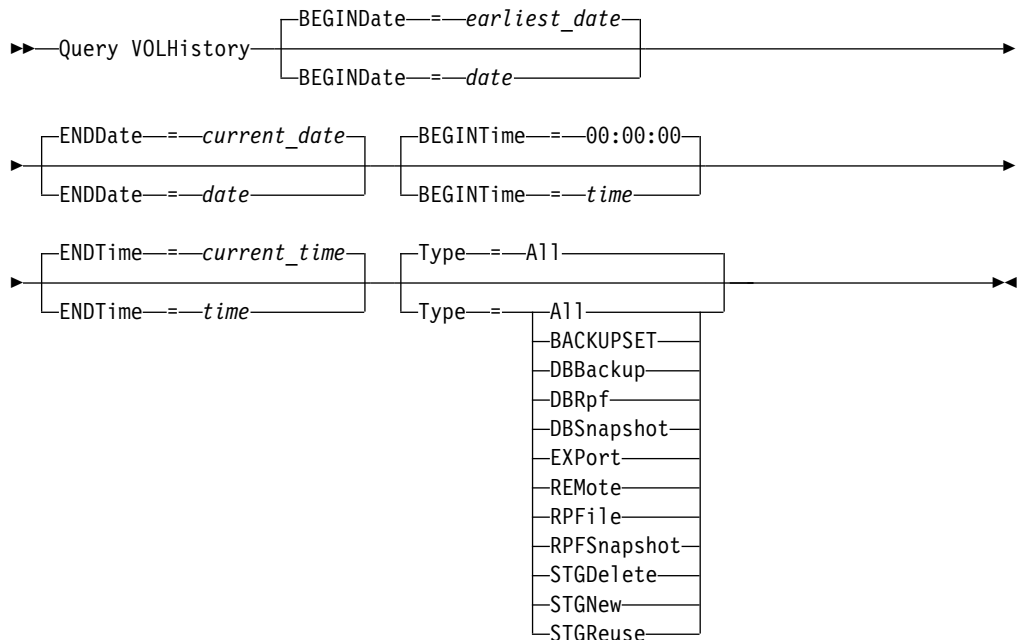 BEGINDate = earliest_date
Query VOLHistory
BEGINDate = date
ENDDate = current_date BEGINTime = 00:00:00
ENDDate = date BEGINTime = time
ENDTime = current_time Type = All
ENDTime = time Type = All
BACKUPSET
DBBackup
DBRpf
DBSnapshot
EXPort
REMote
RPFile
RPFSnapshot
STGDelete
STGNew
STGReuse